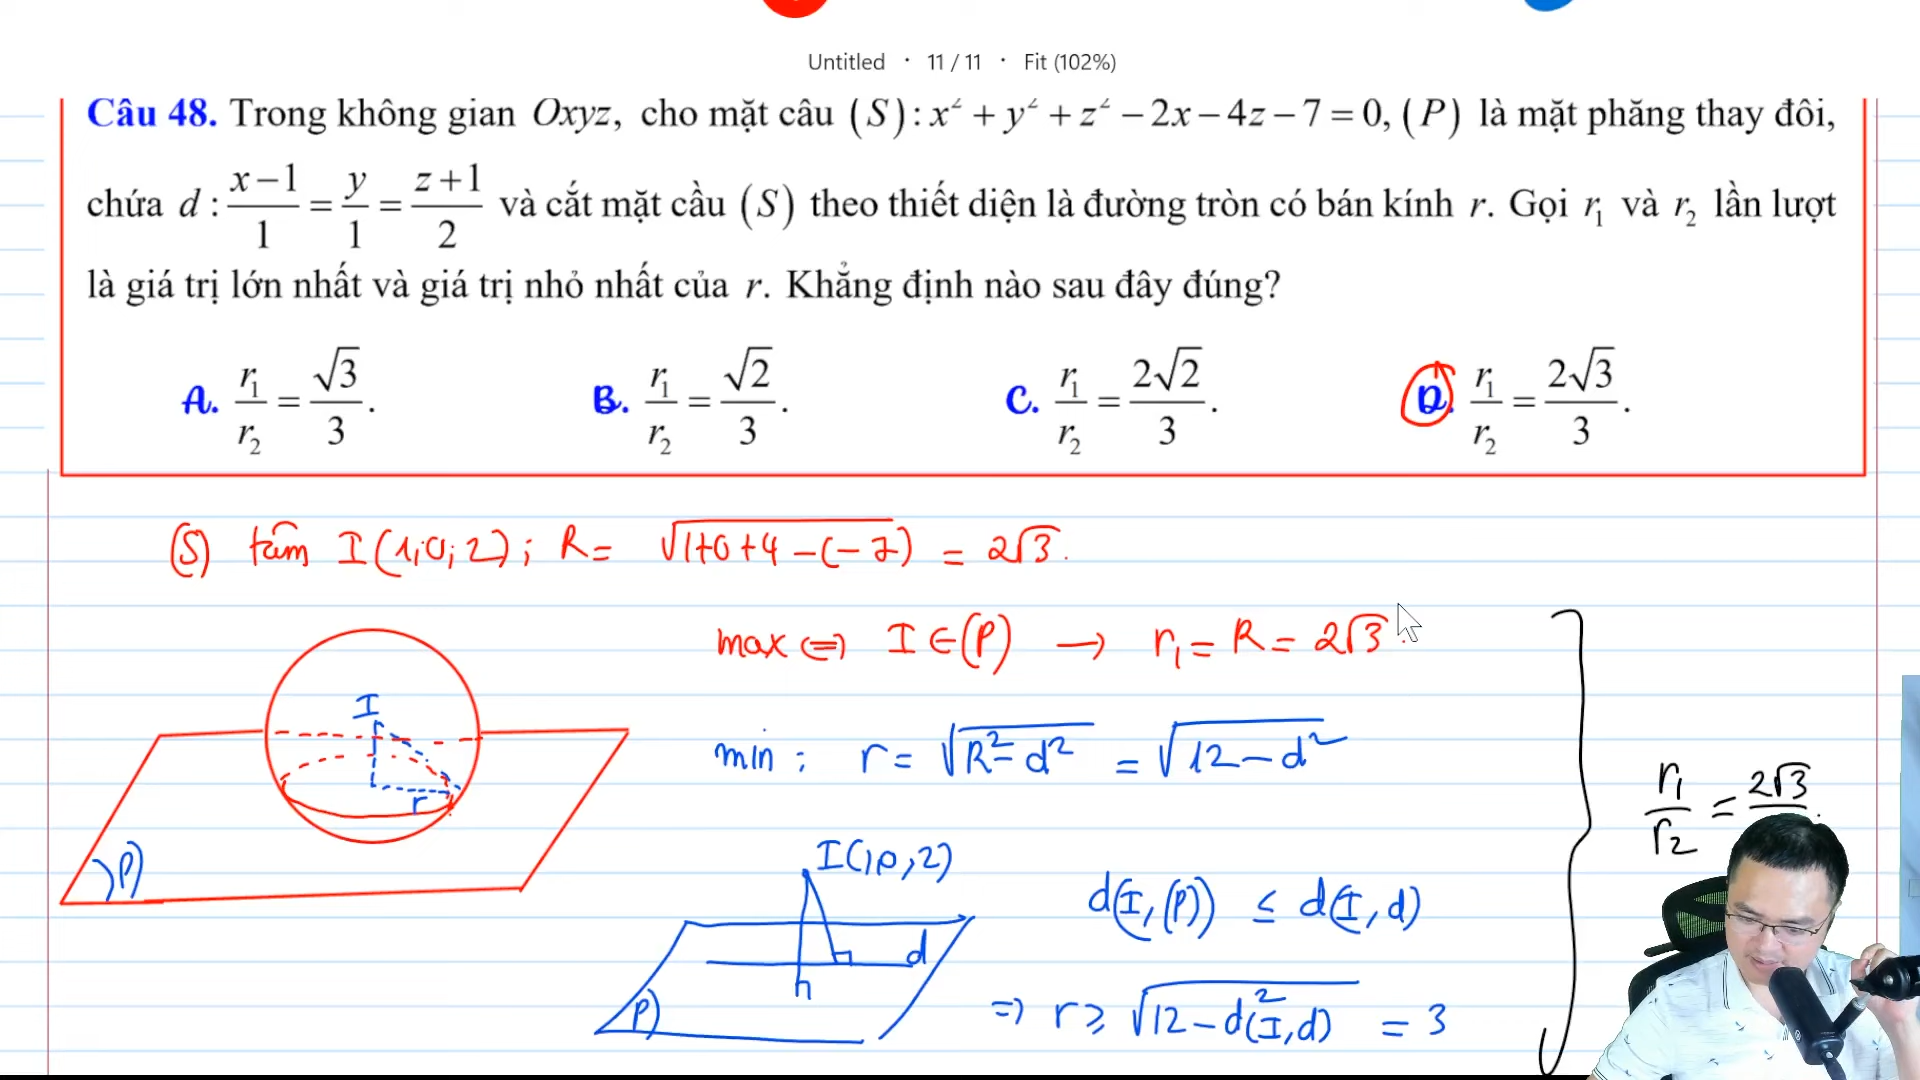 Untitled · 11 / 11 · Fit (102%)
Câu 48. Trong không gian Oxyz, cho mặt câu (S): x² + y² + z² − 2x − 4z − 7 = 0, (P) là mặt phăng thay đôi,
chứa d : (x−1)/1 = y/1 = (z+1)/2 và cắt mặt cầu (S) theo thiết diện là đường tròn có bán kính r. Gọi r₁ và r₂ lần lượt
là giá trị lớn nhất và giá trị nhỏ nhất của r. Khẳng định nào sau đây đúng?
A. r₁/r₂ = √3/3. B. r₁/r₂ = √2/3. C. r₁/r₂ = 2√2/3. D. r₁/r₂ = 2√3/3.
(S) tâm I(1;0;2); R = √(1+0+4−(−7)) = 2√3.
max ⇔ I ∈ (P) → r₁ = R = 2√3.
I
r
P)
min : r = √(R² − d²) = √(12 − d²)
r₁/r₂ = 2√3
I(1,0,2)
d(I,(P)) ≤ d(I,d)
d
h
P)
⇒ r ≥ √(12 − d²(I,d)) = 3